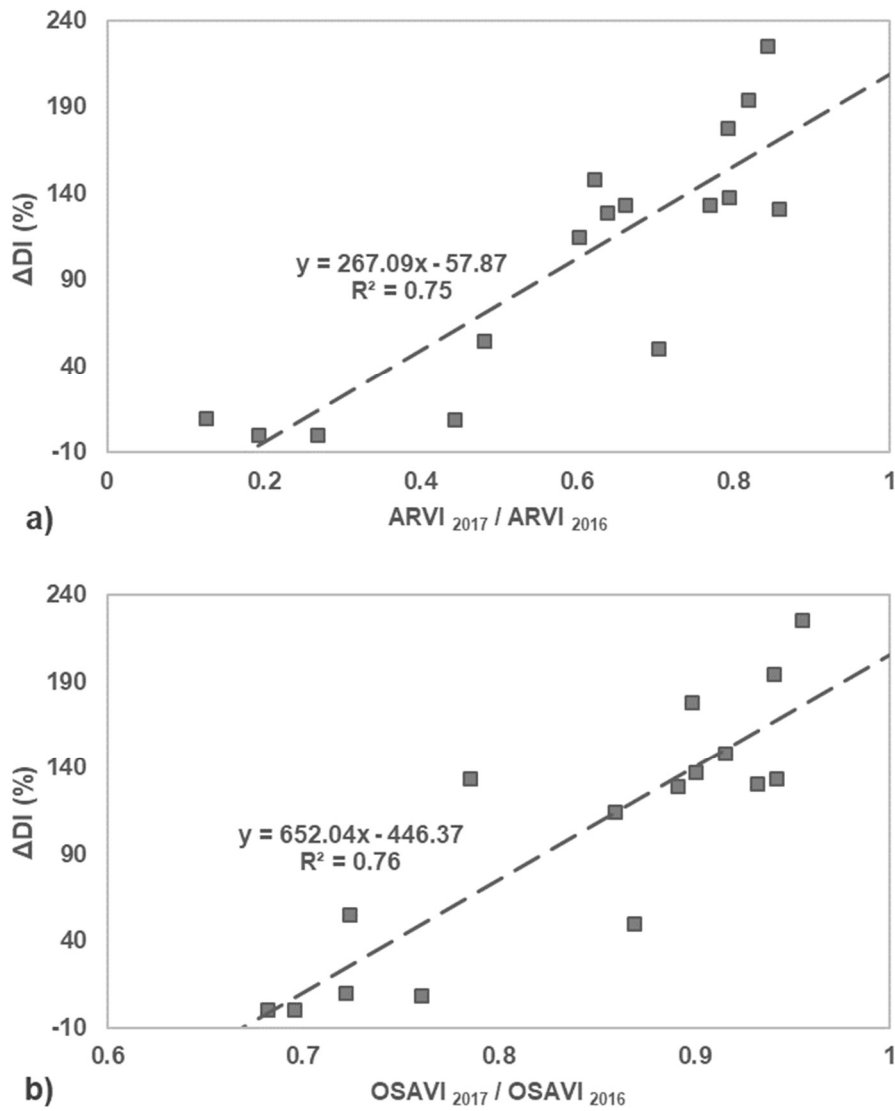 240
190
140
90
40
-10
ΔDI (%)
y = 267.09x - 57.87
R² = 0.75
0 0.2 0.4 0.6 0.8 1
a) ARVI 2017 / ARVI 2016
240
190
140
90
40
-10
ΔDI (%)
y = 652.04x - 446.37
R² = 0.76
0.6 0.7 0.8 0.9 1
b) OSAVI 2017 / OSAVI 2016